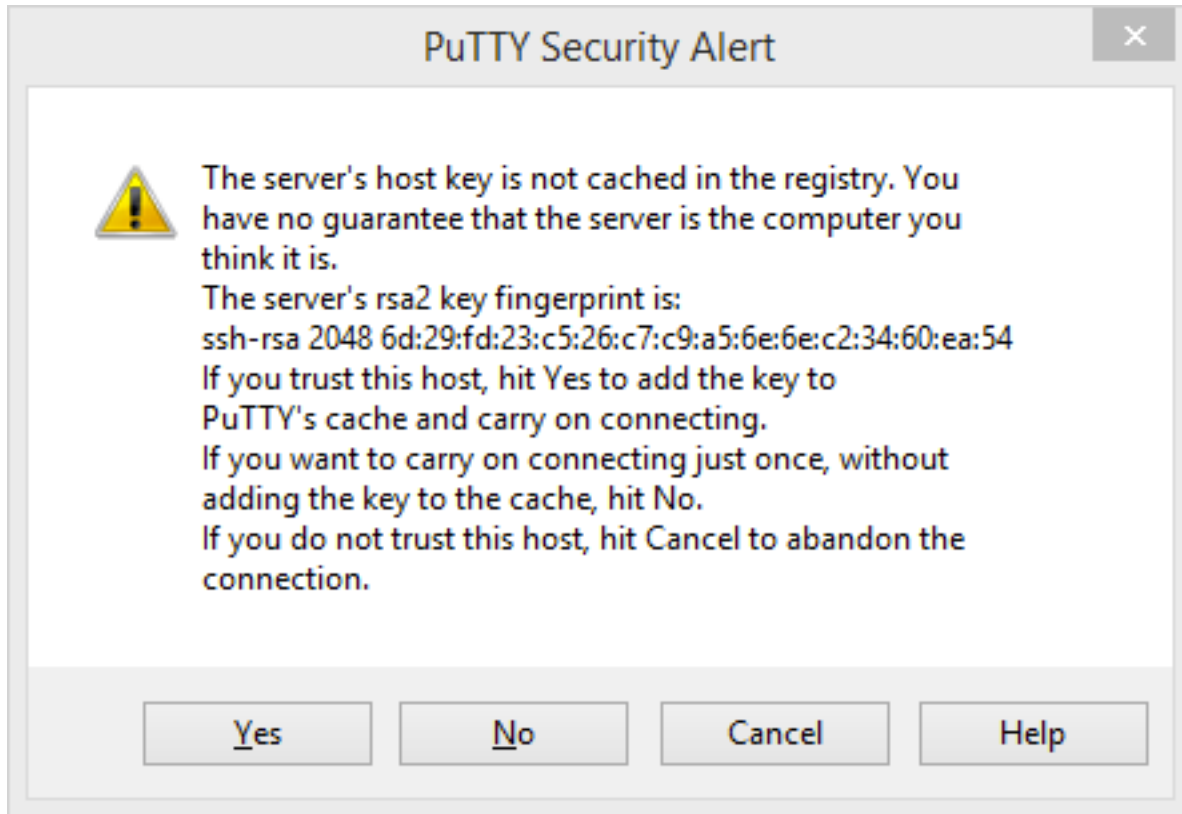 PuTTY Security Alert
The server's host key is not cached in the registry. You
have no guarantee that the server is the computer you
think it is.
The server's rsa2 key fingerprint is:
ssh-rsa 2048 6d:29:fd:23:c5:26:c7:c9:a5:6e:6e:c2:34:60:ea:54
If you trust this host, hit Yes to add the key to
PuTTY's cache and carry on connecting.
If you want to carry on connecting just once, without
adding the key to the cache, hit No.
If you do not trust this host, hit Cancel to abandon the
connection.
Yes No Cancel Help